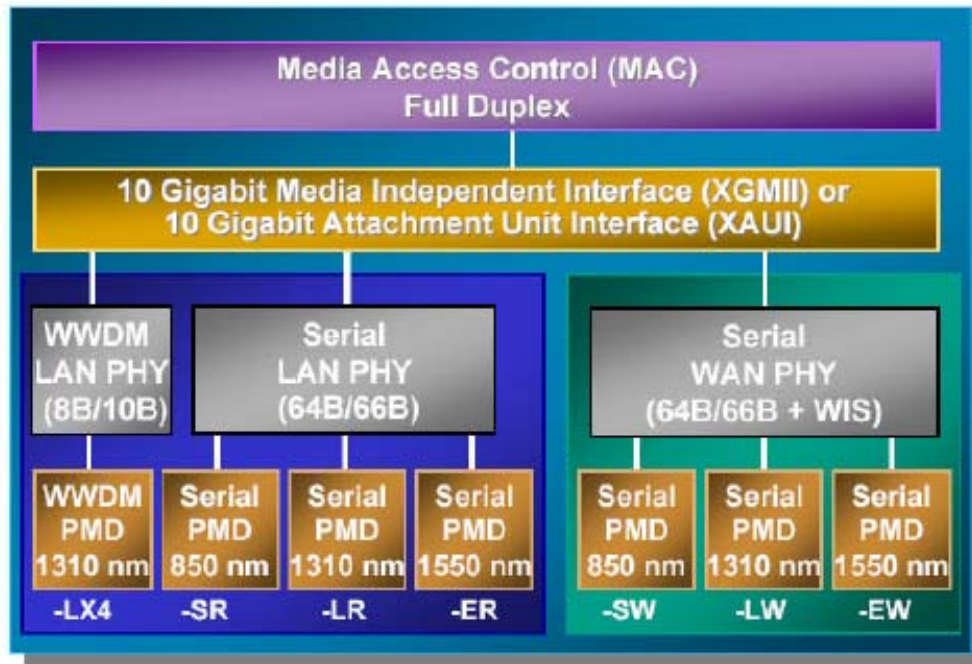 Media Access Control (MAC)
Full Duplex
10 Gigabit Media Independent Interface (XGMII) or
10 Gigabit Attachment Unit Interface (XAUI)
WWDM
LAN PHY
(8B/10B)
Serial
LAN PHY
(64B/66B)
Serial
WAN PHY
(64B/66B + WIS)
WWDM
PMD
1310 nm
Serial
PMD
850 nm
Serial
PMD
1310 nm
Serial
PMD
1550 nm
Serial
PMD
850 nm
Serial
PMD
1310 nm
Serial
PMD
1550 nm
-LX4
-SR
-LR
-ER
-SW
-LW
-EW